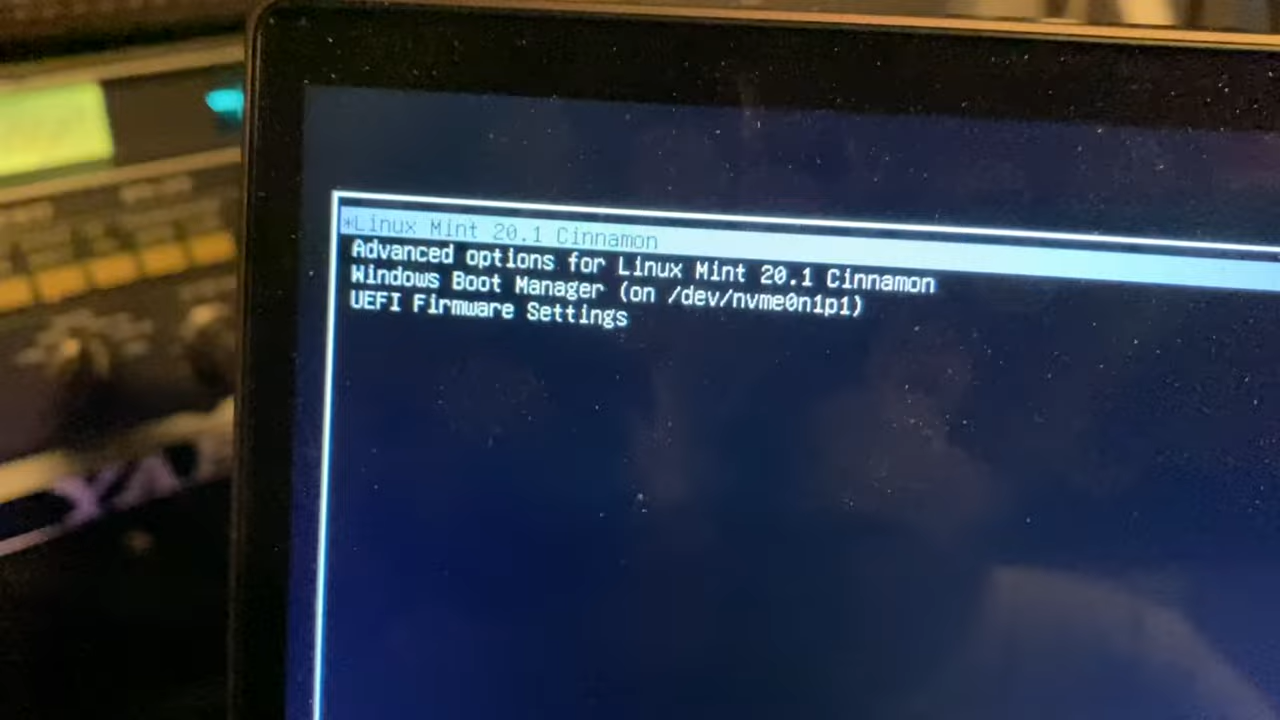 *Linux Mint 20.1 Cinnamon
Advanced options for Linux Mint 20.1 Cinnamon
Windows Boot Manager (on /dev/nvme0n1p1)
UEFI Firmware Settings